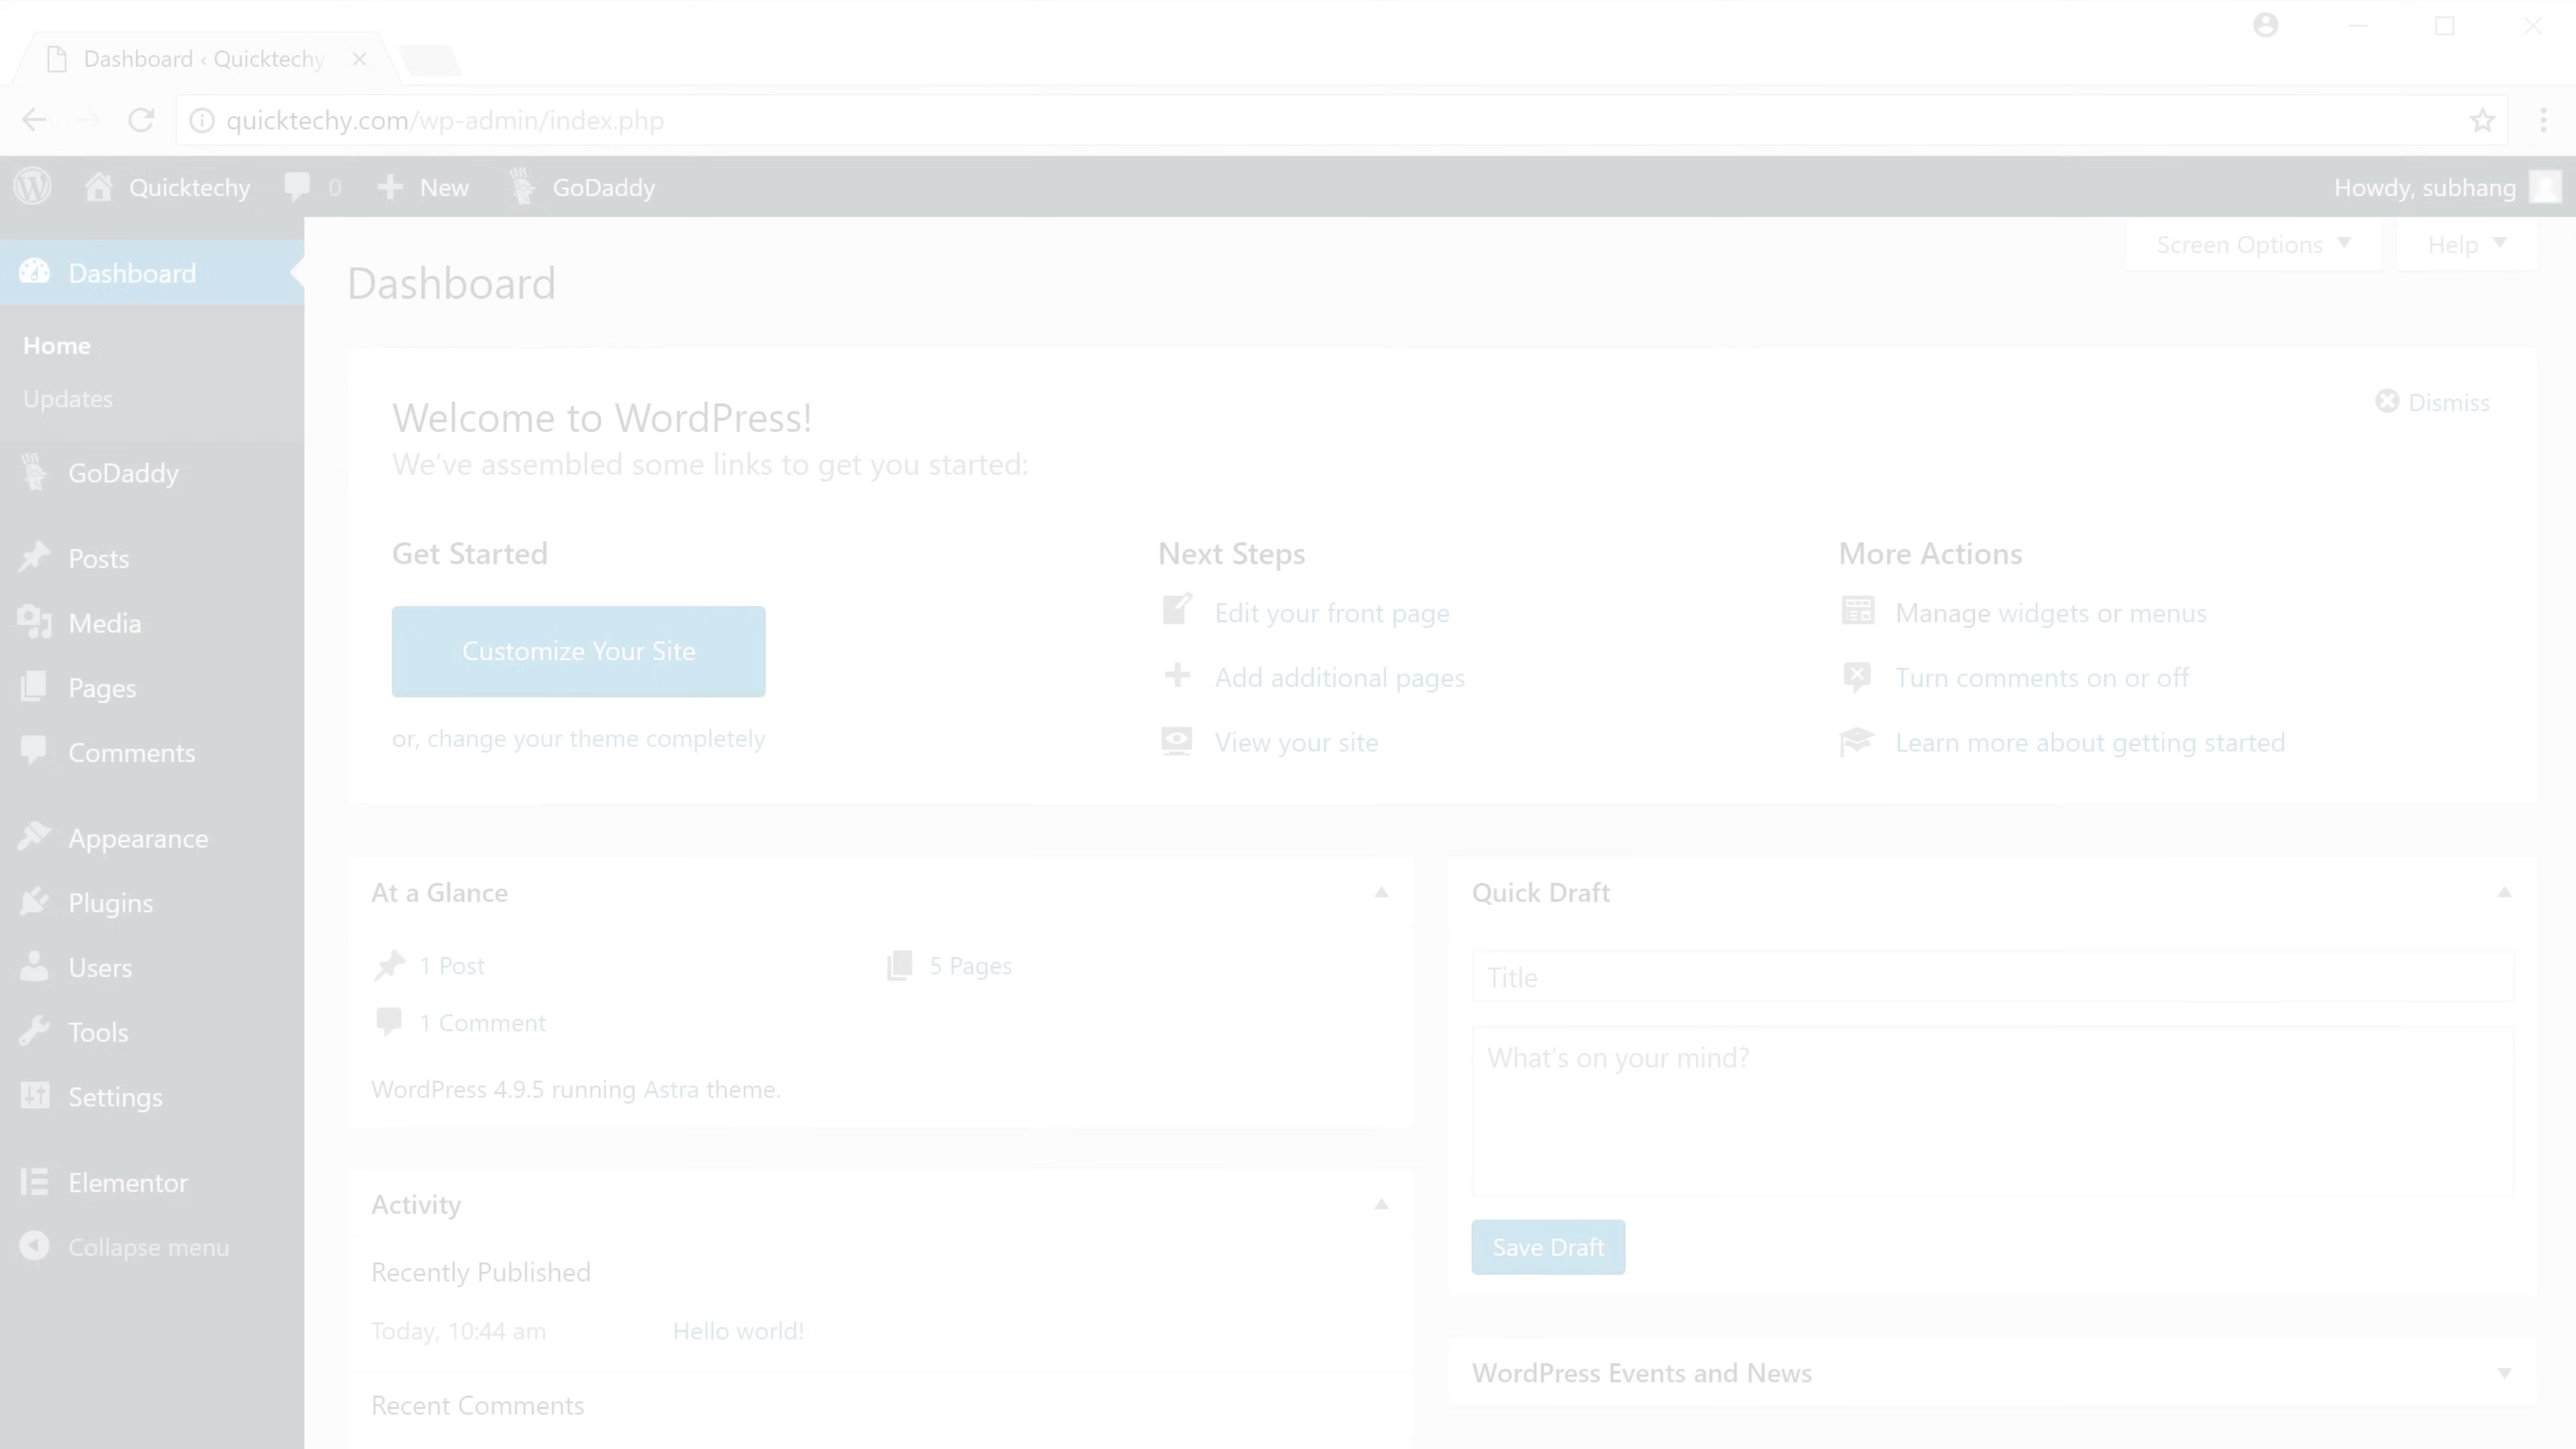 Dashboard ‹ Quicktechy
quicktechy.com/wp-admin/index.php
Quicktechy 0 New GoDaddy Howdy, subhang
Screen Options Help
Dashboard
Home
Updates
GoDaddy
Posts
Media
Pages
Comments
Appearance
Plugins
Users
Tools
Settings
Elementor
Collapse menu
Dashboard
Welcome to WordPress!
We've assembled some links to get you started:
Dismiss
Get Started
Customize Your Site
or, change your theme completely
Next Steps
Edit your front page
Add additional pages
View your site
More Actions
Manage widgets or menus
Turn comments on or off
Learn more about getting started
At a Glance
1 Post 5 Pages
1 Comment
WordPress 4.9.5 running Astra theme.
Activity
Recently Published
Today, 10:44 am Hello world!
Recent Comments
Quick Draft
Title
What's on your mind?
Save Draft
WordPress Events and News